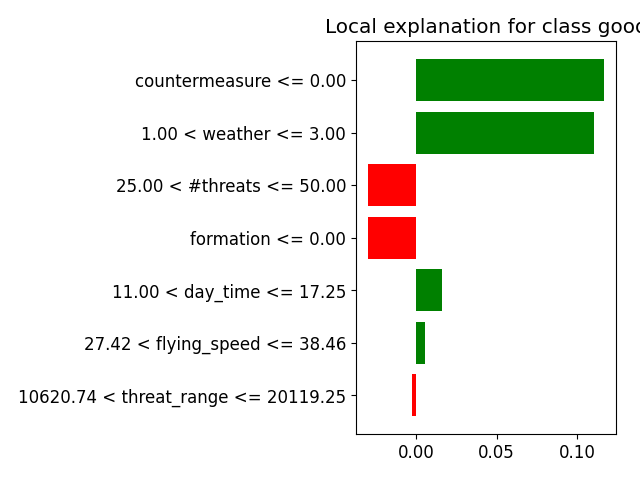 Local explanation for class good
countermeasure <= 0.00
1.00 < weather <= 3.00
25.00 < #threats <= 50.00
formation <= 0.00
11.00 < day_time <= 17.25
27.42 < flying_speed <= 38.46
10620.74 < threat_range <= 20119.25
0.00 0.05 0.10